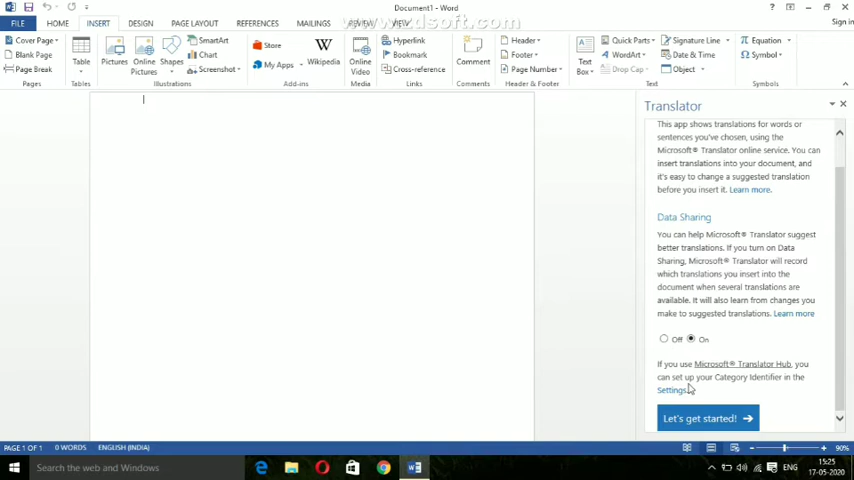 Document1 - Word
www.zdsoft.com
FILE HOME INSERT DESIGN PAGE LAYOUT REFERENCES MAILINGS REVIEW VIEW Sign in
Cover Page
Blank Page
Page Break
Pages
Table
Tables
Pictures
Online Pictures
Shapes
SmartArt
Chart
Screenshot
Illustrations
Store
My Apps
Wikipedia
Add-ins
Online Video
Media
Hyperlink
Bookmark
Cross-reference
Links
Comment
Comments
Header
Footer
Page Number
Header & Footer
Text Box
Quick Parts
WordArt
Drop Cap
Signature Line
Date & Time
Object
Text
Equation
Symbol
Symbols
Translator
This app shows translations for words or
sentences you've chosen, using the
Microsoft® Translator online service. You can
insert translations into your document, and
it's easy to change a suggested translation
before you insert it. Learn more.
Data Sharing
You can help Microsoft® Translator suggest
better translations. If you turn on Data
Sharing, Microsoft® Translator will record
which translations you insert into the
document when several translations are
available. It will also learn from changes you
make to suggested translations. Learn more
Off On
If you use Microsoft® Translator Hub, you
can set up your Category Identifier in the
Settings.
Let's get started!
PAGE 1 OF 1 0 WORDS ENGLISH (INDIA) 90%
Search the web and Windows
ENG
15:25
17-05-2020